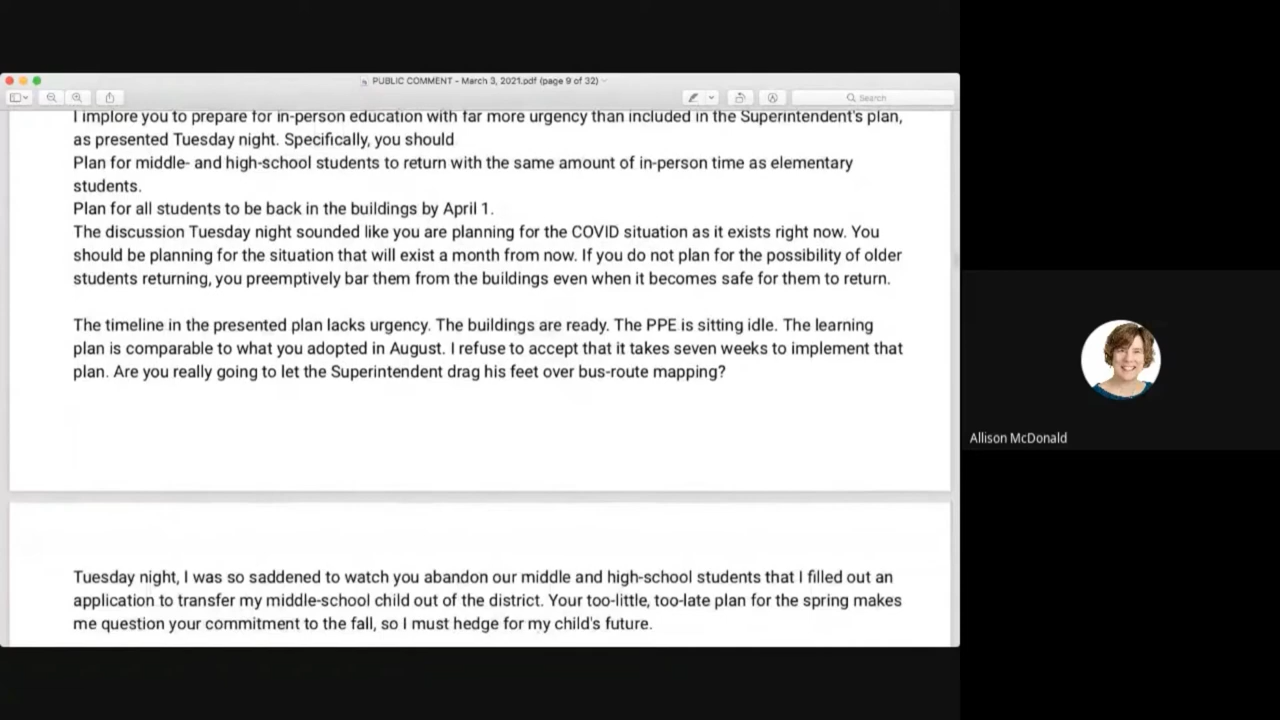 PUBLIC COMMENT - March 3, 2021.pdf (page 9 of 32)
Search
I implore you to prepare for in-person education with far more urgency than included in the Superintendent's plan,
as presented Tuesday night. Specifically, you should
Plan for middle- and high-school students to return with the same amount of in-person time as elementary
students.
Plan for all students to be back in the buildings by April 1.
The discussion Tuesday night sounded like you are planning for the COVID situation as it exists right now. You
should be planning for the situation that will exist a month from now. If you do not plan for the possibility of older
students returning, you preemptively bar them from the buildings even when it becomes safe for them to return.
The timeline in the presented plan lacks urgency. The buildings are ready. The PPE is sitting idle. The learning
plan is comparable to what you adopted in August. I refuse to accept that it takes seven weeks to implement that
plan. Are you really going to let the Superintendent drag his feet over bus-route mapping?
Tuesday night, I was so saddened to watch you abandon our middle and high-school students that I filled out an
application to transfer my middle-school child out of the district. Your too-little, too-late plan for the spring makes
me question your commitment to the fall, so I must hedge for my child's future.
Allison McDonald